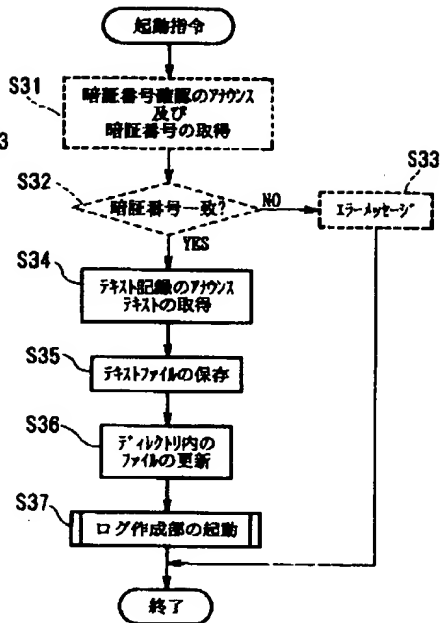 起動指令
S31
暗証番号確認のアナウンス
及び
暗証番号の取得
3
S32
暗証番号一致?
NO
S33
エラーメッセージ
YES
S34
テキスト記録のアナウンス
テキストの取得
S35
テキストファイルの保存
S36
ディレクトリ内の
ファイルの更新
S37
ログ作成部の起動
終了